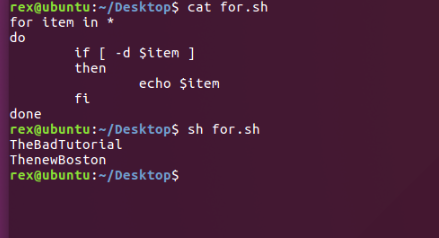 rex@ubuntu:~/Desktop$ cat for.sh
for item in *
do
        if [ -d $item ]
        then
                echo $item
        fi
done
rex@ubuntu:~/Desktop$ sh for.sh
TheBadTutorial
ThenewBoston
rex@ubuntu:~/Desktop$